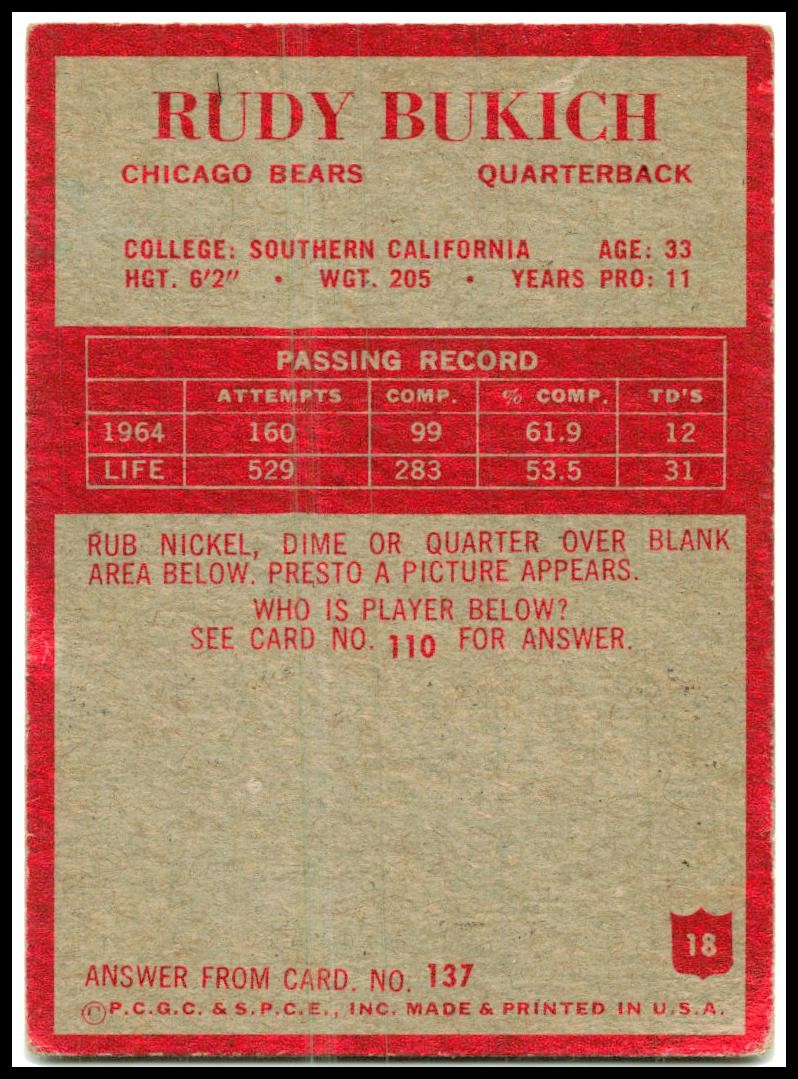 RUDY BUKICH
CHICAGO BEARS QUARTERBACK
COLLEGE: SOUTHERN CALIFORNIA AGE: 33
HGT. 6'2" • WGT. 205 • YEARS PRO: 11
PASSING RECORD
ATTEMPTS COMP. % COMP. TD'S
1964 160 99 61.9 12
LIFE 529 283 53.5 31
RUB NICKEL, DIME OR QUARTER OVER BLANK
AREA BELOW. PRESTO A PICTURE APPEARS.
WHO IS PLAYER BELOW?
SEE CARD NO. 110 FOR ANSWER.
18
ANSWER FROM CARD. NO. 137
©P.C.G.C. & S.P.C.E., INC. MADE & PRINTED IN U.S.A.